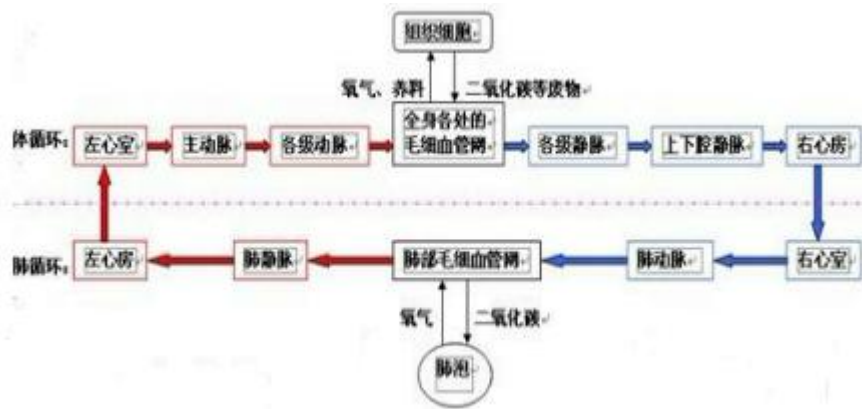 组织细胞
氧气、养料
二氧化碳等废物
体循环：
左心室
主动脉
各级动脉
全身各处的
毛细血管网
各级静脉
上下腔静脉
右心房
肺循环：
左心房
肺静脉
肺部毛细血管网
肺动脉
右心室
氧气
二氧化碳
肺泡